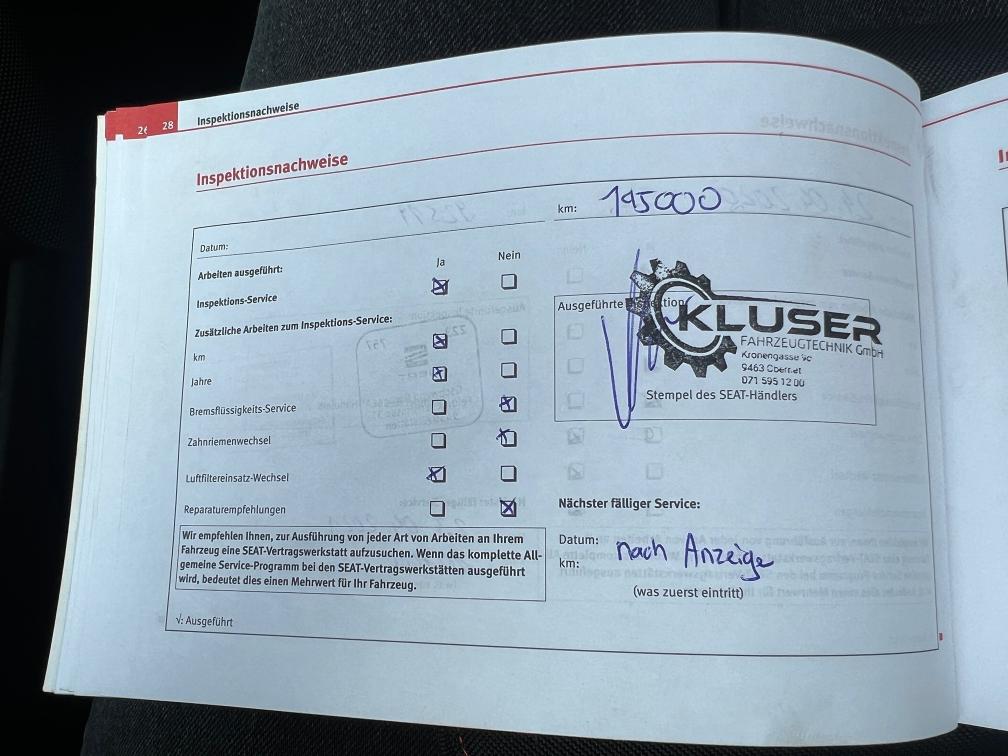 28
Inspektionsnachweise
Inspektionsnachweise
Datum:
km: 195000
Arbeiten ausgeführt:
Ja
Nein
Inspektions-Service
Zusätzliche Arbeiten zum Inspektions-Service:
km
Jahre
Bremsflüssigkeits-Service
Zahnriemenwechsel
Luftfiltereinsatz-Wechsel
Reparaturempfehlungen
Wir empfehlen Ihnen, zur Ausführung von jeder Art von Arbeiten an Ihrem
Fahrzeug eine SEAT-Vertragswerkstatt aufzusuchen. Wenn das komplette All-
gemeine Service-Programm bei den SEAT-Vertragswerkstätten ausgeführt
wird, bedeutet dies einen Mehrwert für Ihr Fahrzeug.
√: Ausgeführt
Ausgeführte Inspektion
KLUSER
FAHRZEUGTECHNIK GmbH
Kronengasse
9463 Oberriet
071 595 12 00
Stempel des SEAT-Händlers
Nächster fälliger Service:
Datum: nach Anzeige
km:
(was zuerst eintritt)